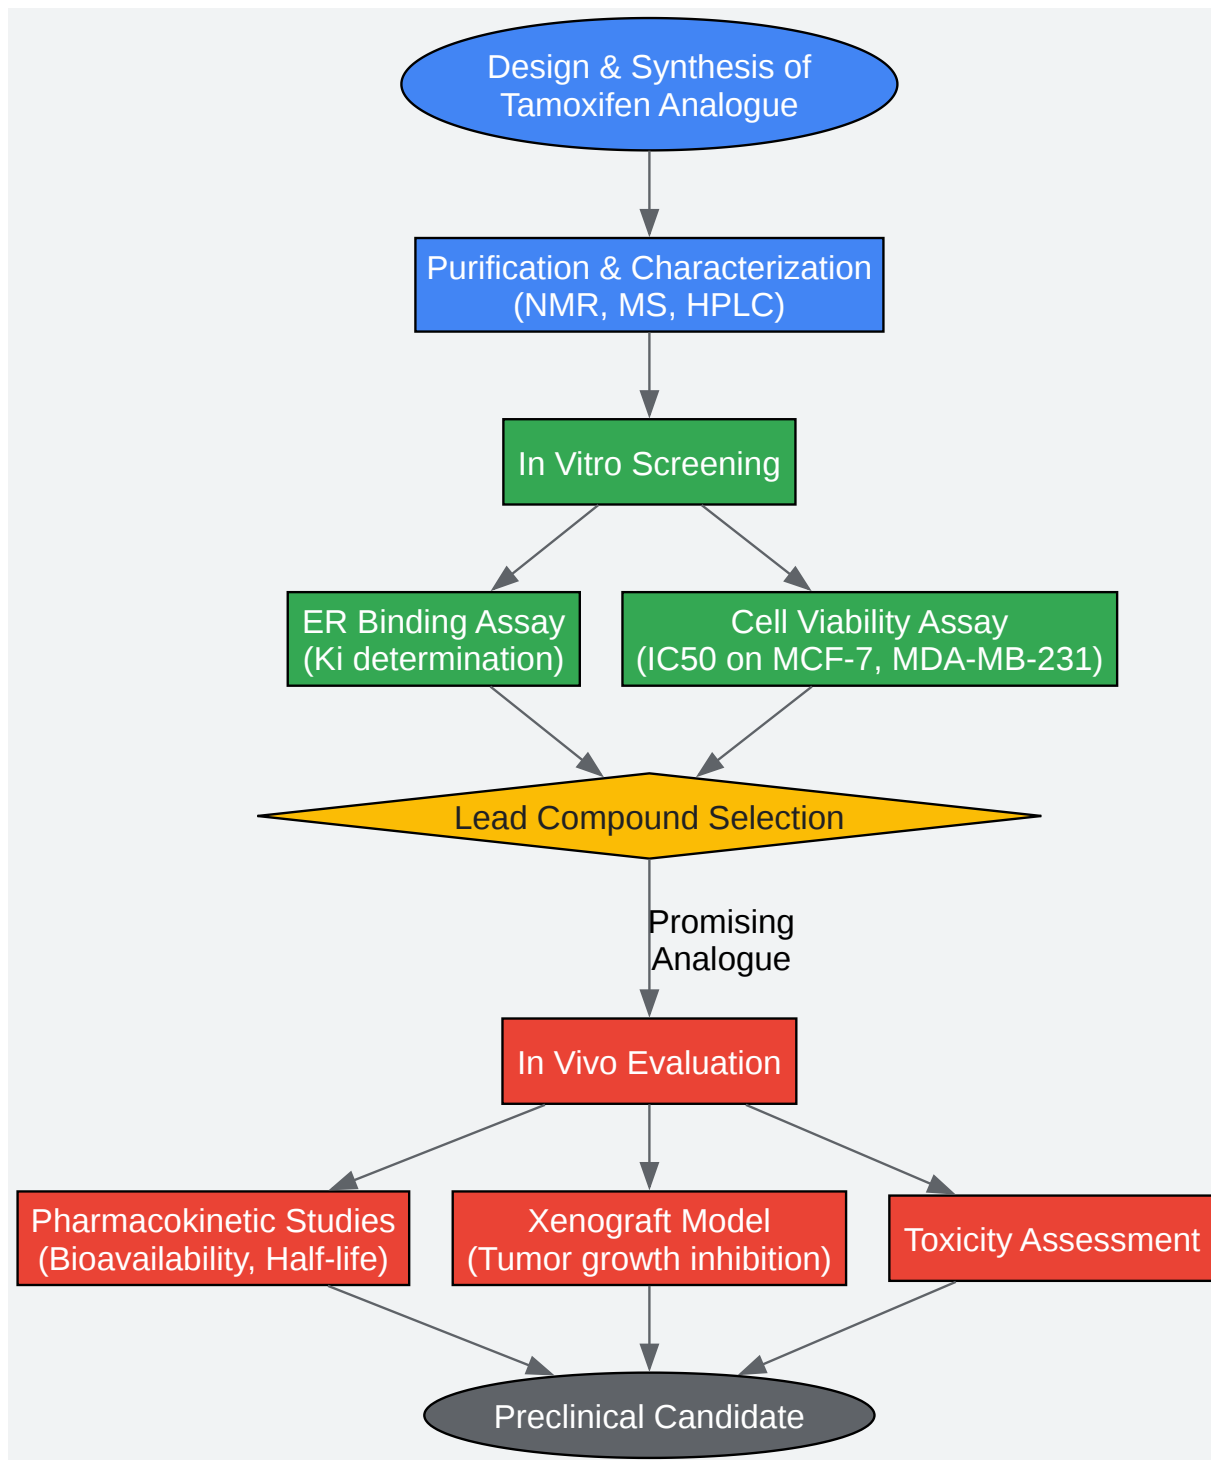 Design & Synthesis of
Tamoxifen Analogue
Purification & Characterization
(NMR, MS, HPLC)
In Vitro Screening
ER Binding Assay
(Ki determination)
Cell Viability Assay
(IC50 on MCF-7, MDA-MB-231)
Lead Compound Selection
Promising
Analogue
In Vivo Evaluation
Pharmacokinetic Studies
(Bioavailability, Half-life)
Xenograft Model
(Tumor growth inhibition)
Toxicity Assessment
Preclinical Candidate